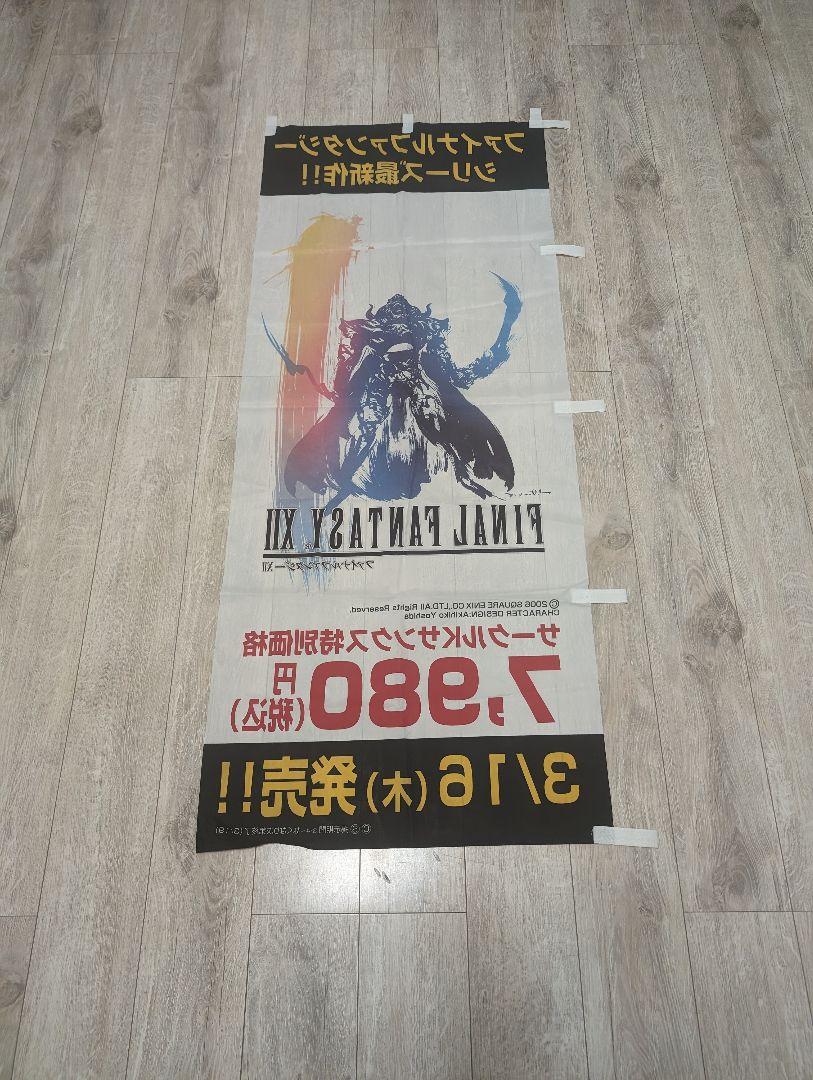 ファイナルファンタジー
シリーズ最新作!!
FINAL FANTASY XII
ファイナルファンタジーXII
© 2006 SQUARE ENIX CO.,LTD.All Rights Reserved.
CHARACTER DESIGN:Akihiko Yoshida
サークルKサンクス特別価格
7,980円(税込)
3/16(木)発売!!